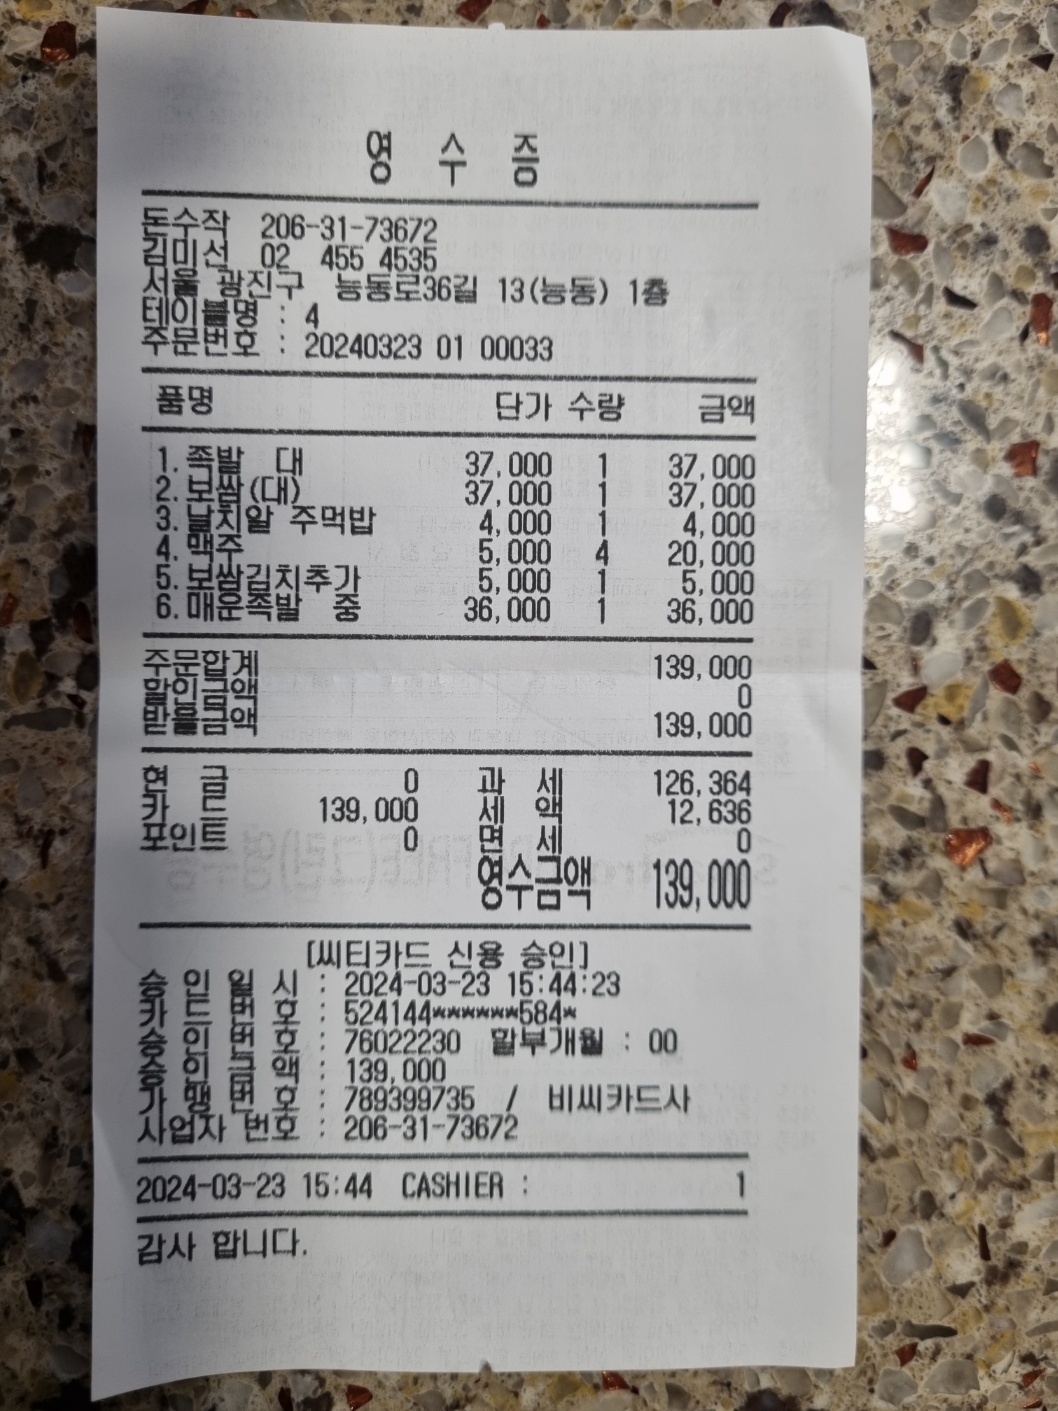 영 수 증
돈수작 206-31-73672
김미선 02 455 4535
서울 광진구 능동로36길 13(능동) 1층
테이블명 : 4
주문번호 : 20240323 01 00033
품명 단가 수량 금액
1. 족발 대 37,000 1 37,000
2. 보쌈(대) 37,000 1 37,000
3. 날치알 주먹밥 4,000 1 4,000
4. 맥주 5,000 4 20,000
5. 보쌈김치추가 5,000 1 5,000
6. 매운족발 중 36,000 1 36,000
주문합계 139,000
할인금액 0
받을금액 139,000
현 금 0 과 세 126,364
카 드 139,000 세 액 12,636
포인트 0 면 세 0
영수금액 139,000
[씨티카드 신용 승인]
승 인 일 시 : 2024-03-23 15:44:23
카 드 번 호 : 524144******584*
승 인 번 호 : 76022230 할부개월 : 00
승 인 금 액 : 139,000
가 맹 번 호 : 789399735 / 비씨카드사
사업자 번호 : 206-31-73672
2024-03-23 15:44 CASHIER : 1
감사 합니다.